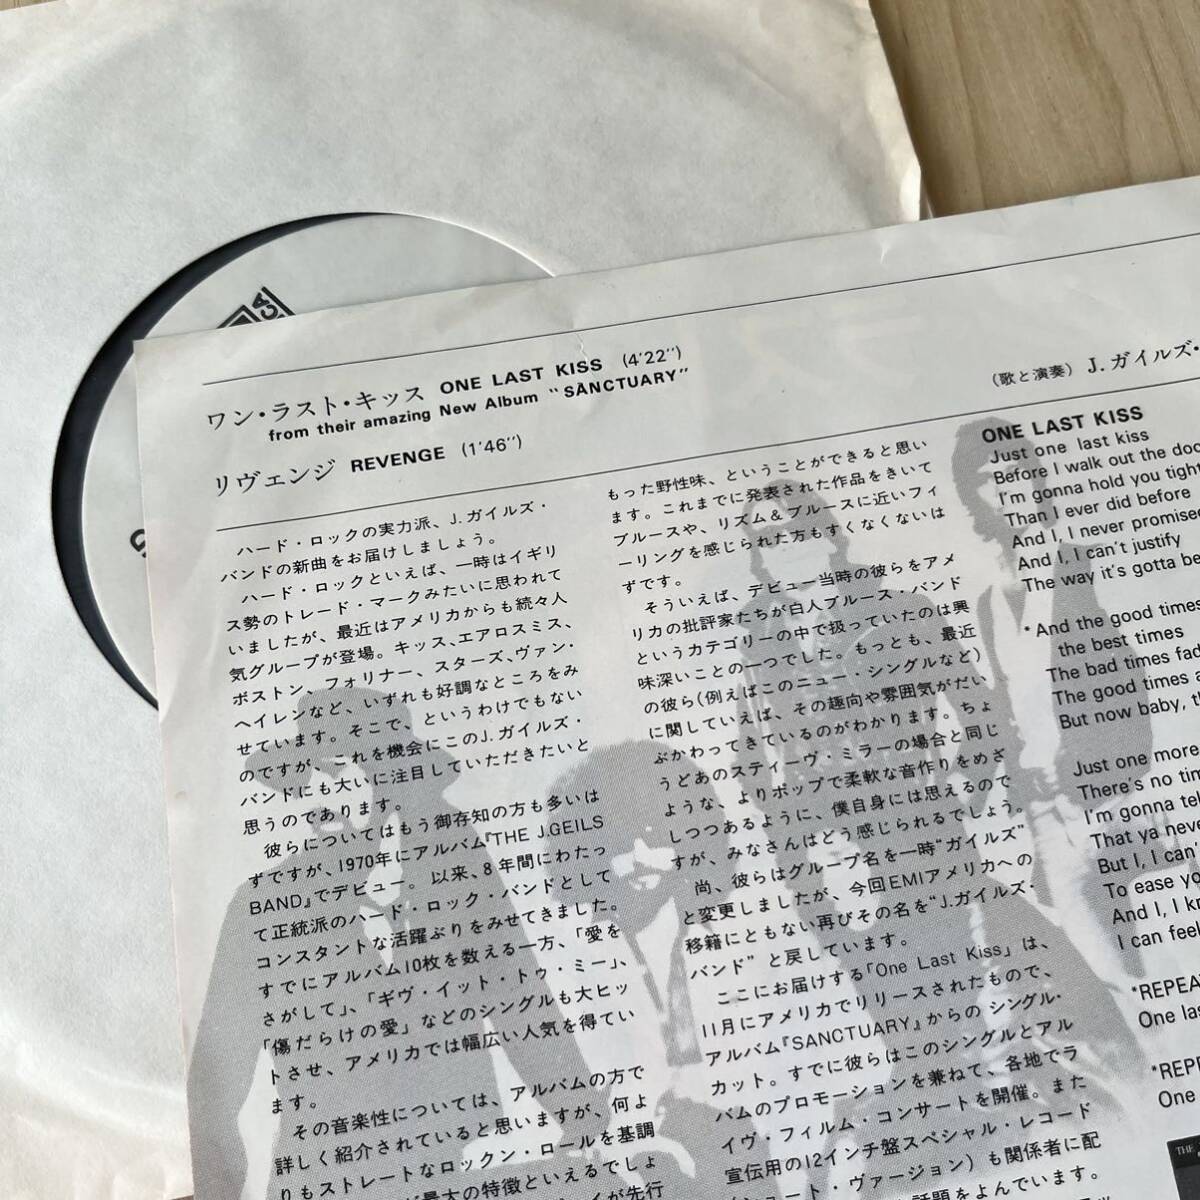 CA
ワン・ラスト・キッス ONE LAST KISS (4'22")
from their amazing New Album "SANCTUARY"
リヴェンジ REVENGE (1'46")
(歌と演奏) J.ガイルズ・
ハード・ロックの実力派、J.ガイルズ・
バンドの新曲をお届けしましょう。
ハード・ロックといえば、一時はイギリ
ス勢のトレード・マークみたいに思われて
いましたが、最近はアメリカからも続々人
気グループが登場。キッス、エアロスミス、
ボストン、フォリナー、スターズ、ヴァン・
ヘイレンなど、いずれも好調なところをみ
せています。そこで、というわけでもない
のですが、これを機会にこのJ.ガイルズ・
バンドにも大いに注目していただきたいと
思うのであります。
彼らについてはもう御存知の方も多いは
ずですが、1970年にアルバム『THE J.GEILS
BAND』でデビュー。以来、8年間にわたっ
て正統派のハード・ロック・バンドとして
コンスタントな活躍ぶりをみせてきました。
すでにアルバム10枚を数える一方、「愛を
さがして」、「ギヴ・イット・トゥ・ミー」、
「傷だらけの愛」などのシングルも大ヒッ
トさせ、アメリカでは幅広い人気を得てい
ます。
その音楽性については、アルバムの方で
詳しく紹介されていると思いますが、何よ
りもストレートなロックン・ロールを基調
最大の特徴といえるでしょ
もった野性味、ということができると思い
ます。これまでに発表された作品をきいて
ブルースや、リズム&ブルースに近いフィ
ーリングを感じられた方もすくなくないは
ずです。
そういえば、デビュー当時の彼らをアメ
リカの批評家たちが白人ブルース・バンド
というカテゴリーの中で扱っていたのは興
味深いことの一つでした。もっとも、最近
の彼ら(例えばこのニュー・シングルなど)
に関していえば、その趣向や雰囲気がだい
ぶかわってきているのがわかります。ちょ
うどあのスティーヴ・ミラーの場合と同じ
ような、よりポップで柔軟な音作りをめざ
しつつあるように、僕自身には思えるので
すが、みなさんはどう感じられるでしょう。
尚、彼らはグループ名を一時“ガイルズ”
と変更しましたが、今回EMIアメリカへの
移籍にともない再びその名を“J.ガイルズ・
バンド”と戻しています。
ここにお届けする「One Last Kiss」は、
11月にアメリカでリリースされたもので、
アルバム『SANCTUARY』からの シングル・
カット。すでに彼らはこのシングルとアル
バムのプロモーションを兼ねて、各地でラ
イヴ・フィルム・コンサートを開催。また
宣伝用の12インチ盤スペシャル・レコード
ヴァージョン) も関係者に配
話題をよんでいます。
ONE LAST KISS
Just one last kiss
Before I walk out the doo
I'm gonna hold you tight
Than I ever did before
And I, I never promised
And I, I can't justify
The way it's gotta be
*And the good times
the best times
The bad times fad
The good times a
But now baby, th
Just one more
There's no tim
I'm gonna tel
That ya neve
But I, I can'
To ease yo
And I, I k
I can feel
*REPEA
One las
*REPE
One
THE